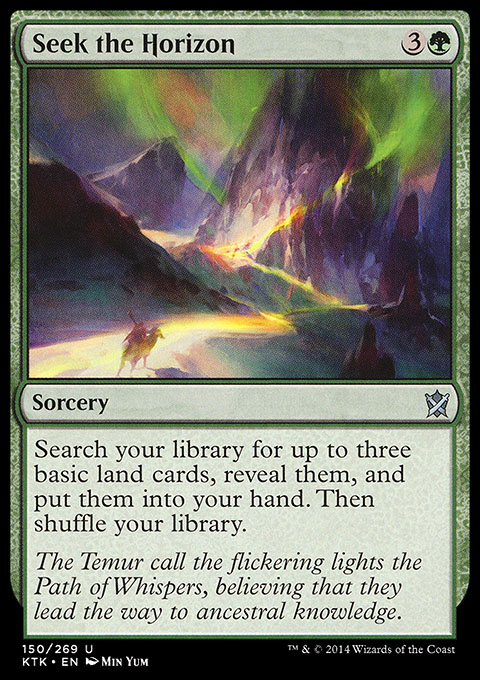 Seek the Horizon 3
Sorcery
Search your library for up to three
basic land cards, reveal them, and
put them into your hand. Then
shuffle your library.
The Temur call the flickering lights the
Path of Whispers, believing that they
lead the way to ancestral knowledge.
150/269 U
™ & © 2014 Wizards of the Coast
KTK • EN Min Yum